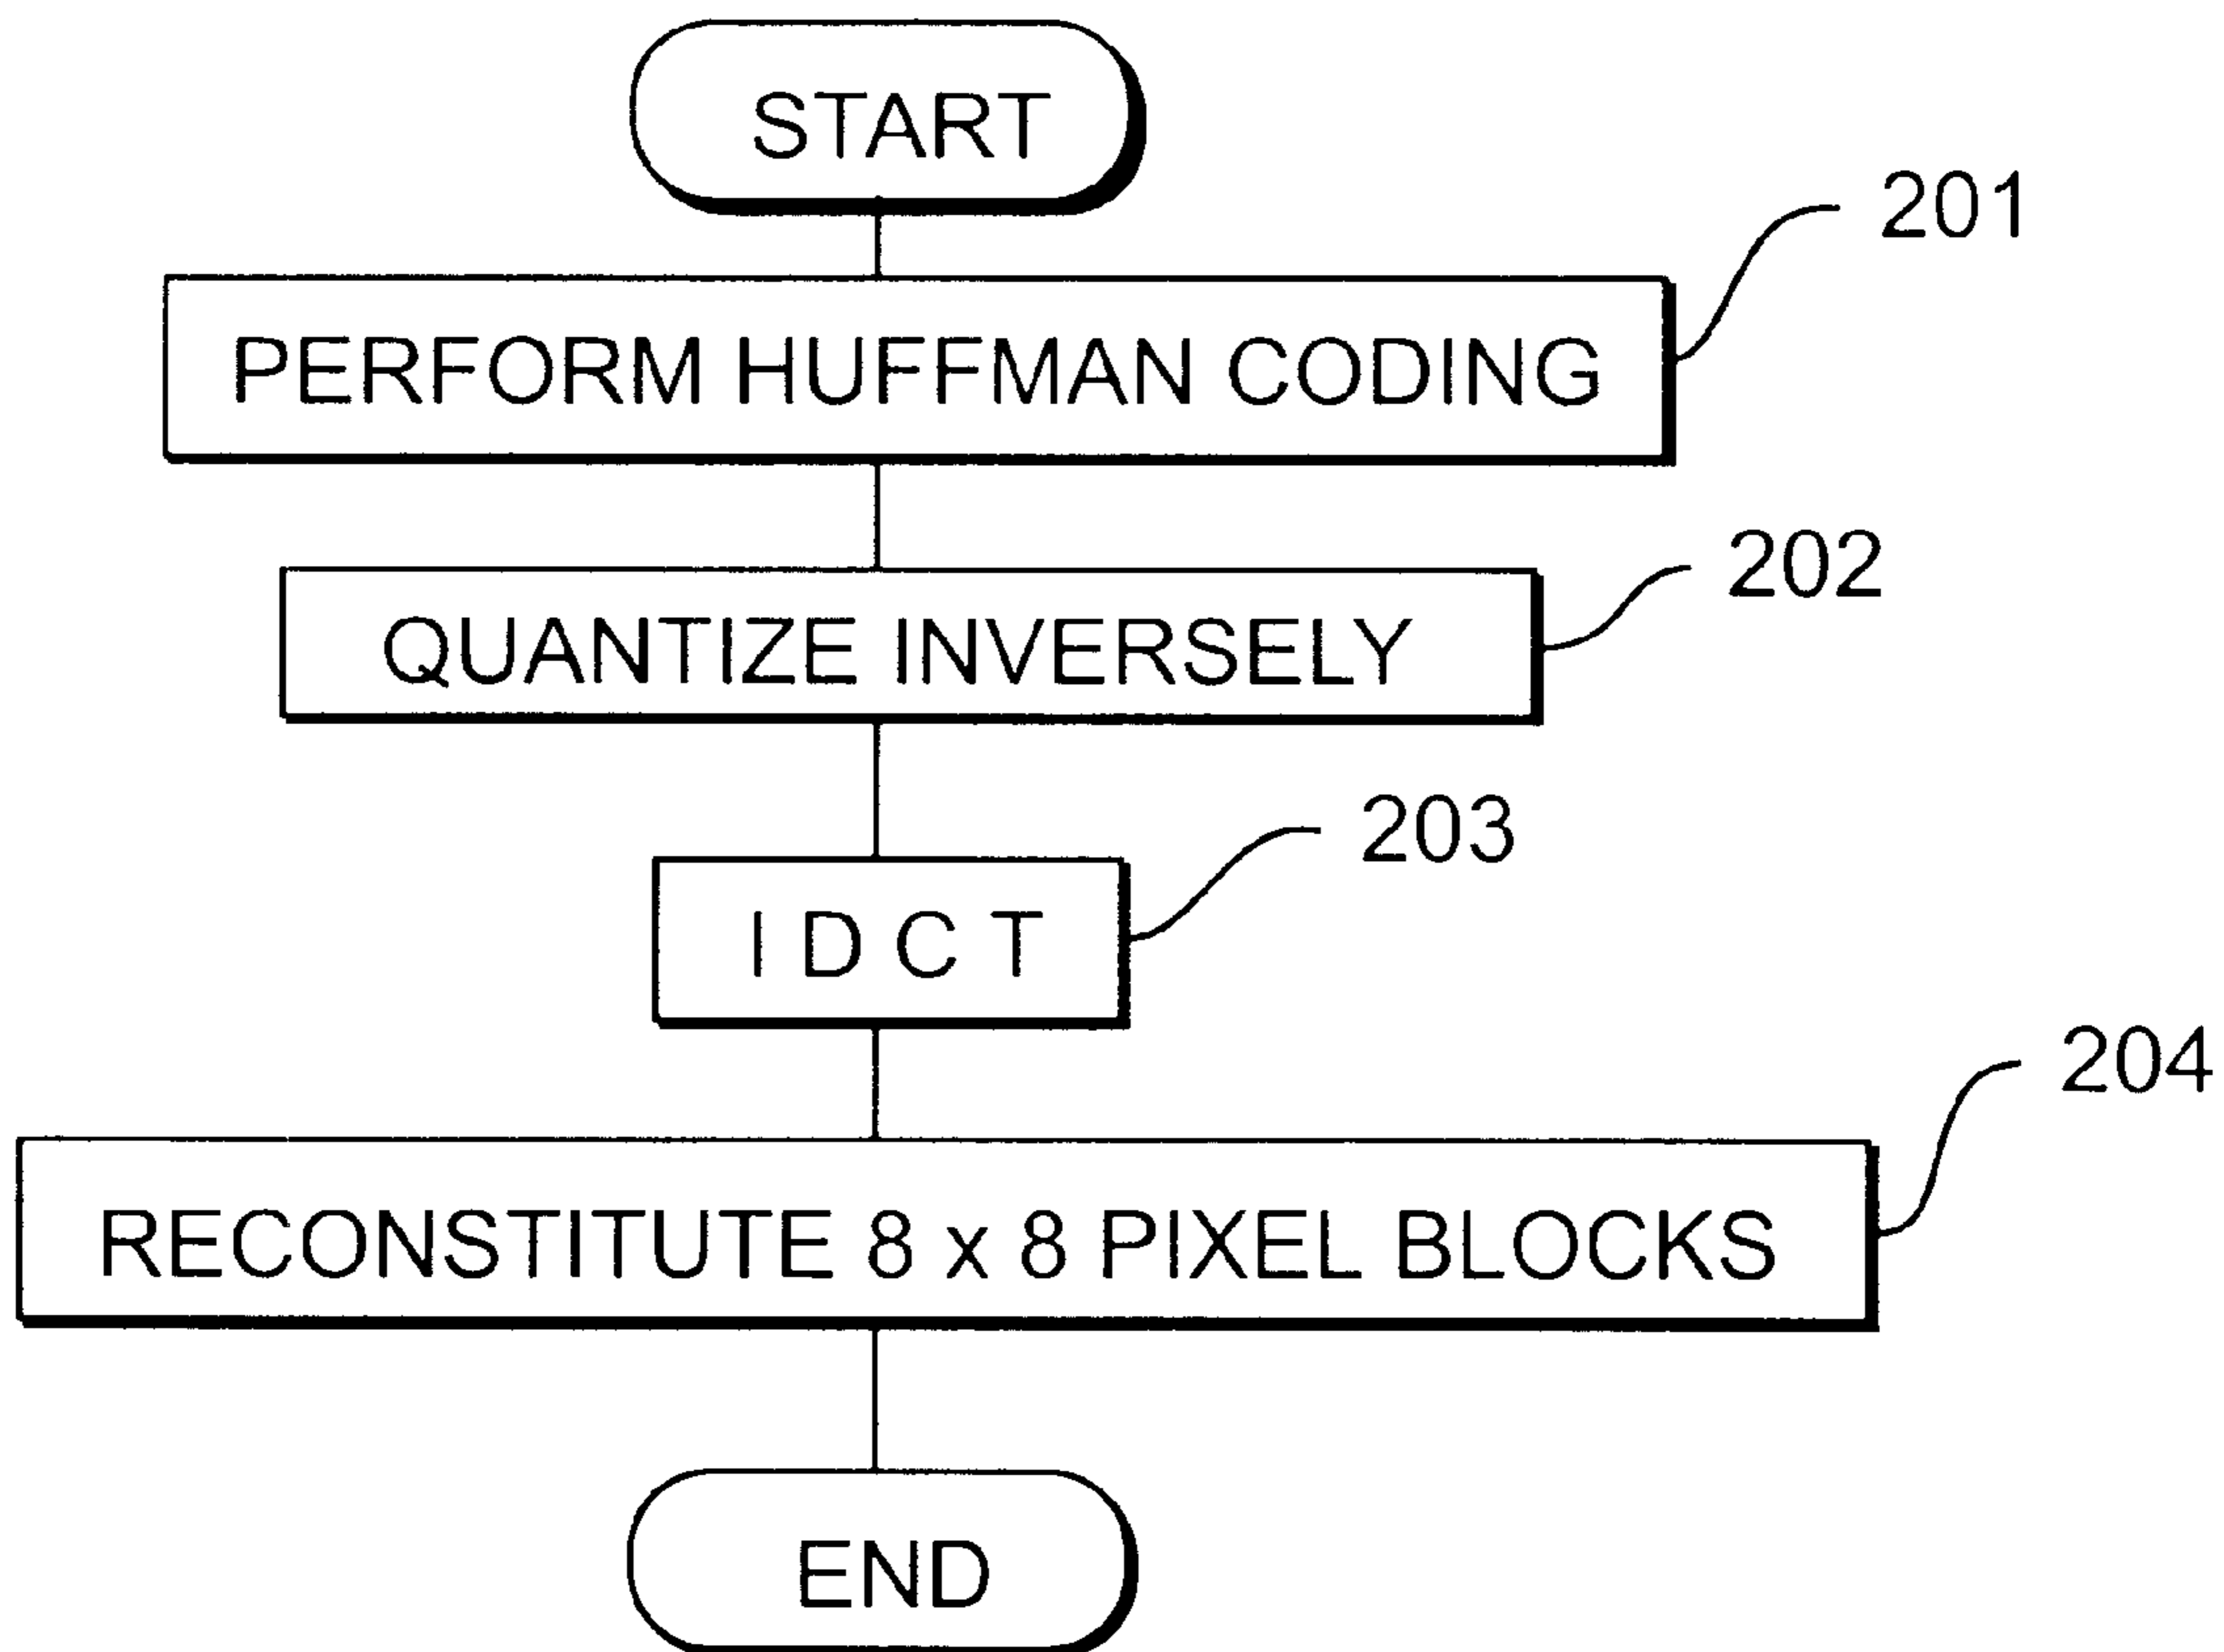 START
201
PERFORM HUFFMAN CODING
202
QUANTIZE INVERSELY
203
I D C T
204
RECONSTITUTE 8 x 8 PIXEL BLOCKS
END